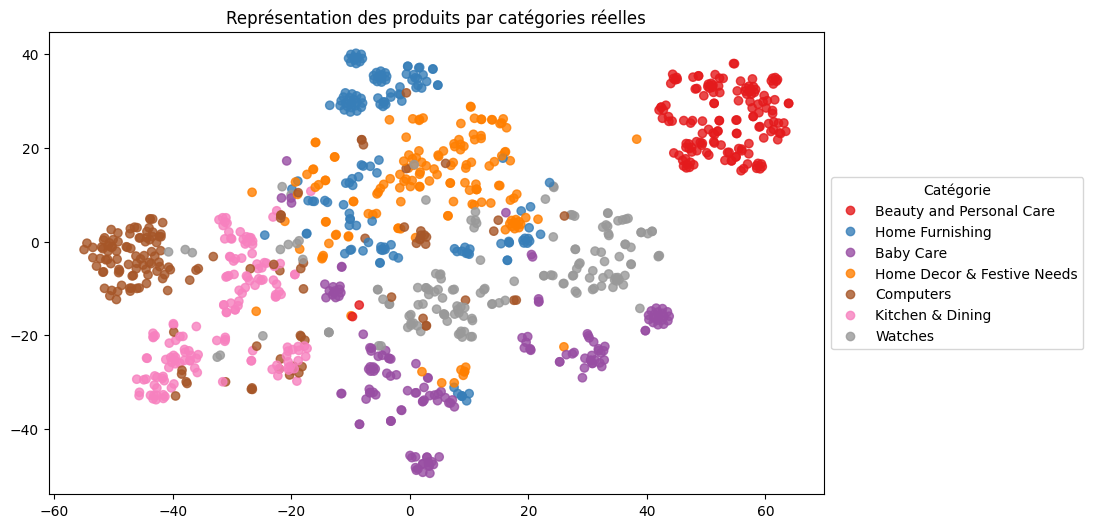 Représentation des produits par catégories réelles
40
20
0
−20
−40
−60
−40
−20
0
20
40
60
Catégorie
Beauty and Personal Care
Home Furnishing
Baby Care
Home Decor & Festive Needs
Computers
Kitchen & Dining
Watches